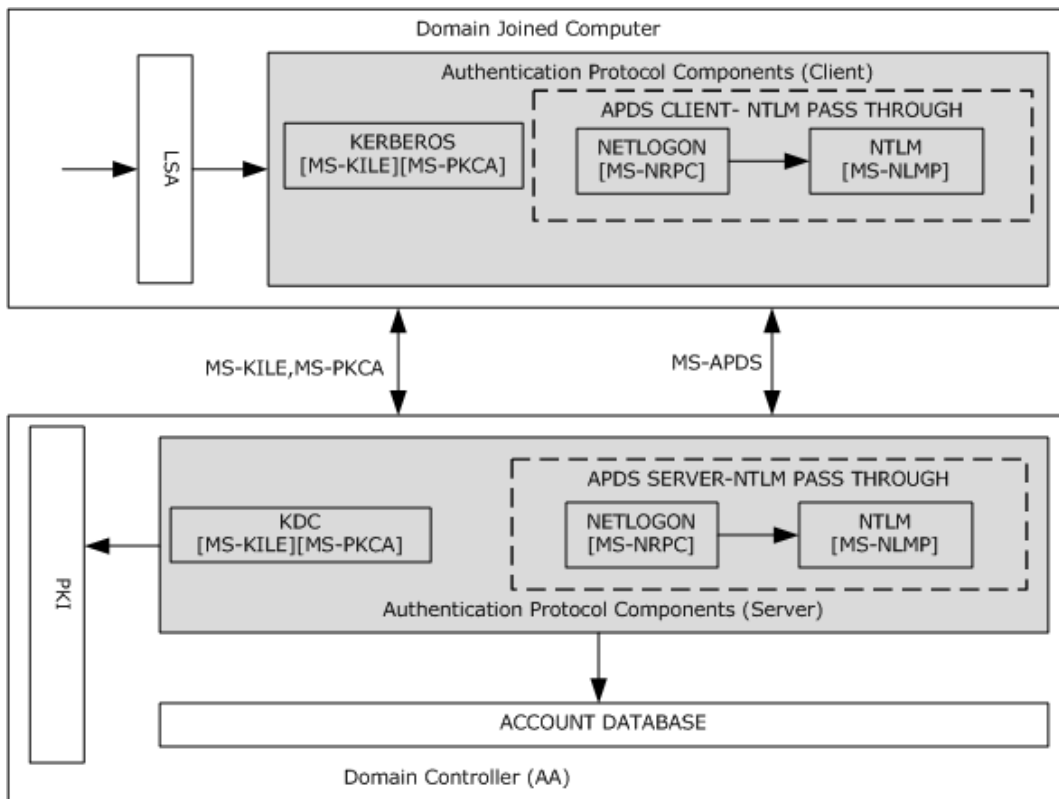 Domain Joined Computer
Authentication Protocol Components (Client)
LSA
APDS CLIENT- NTLM PASS THROUGH
KERBEROS
[MS-KILE][MS-PKCA]
NETLOGON
[MS-NRPC]
NTLM
[MS-NLMP]
MS-KILE,MS-PKCA
MS-APDS
PKI
APDS SERVER-NTLM PASS THROUGH
KDC
[MS-KILE][MS-PKCA]
NETLOGON
[MS-NRPC]
NTLM
[MS-NLMP]
Authentication Protocol Components (Server)
ACCOUNT DATABASE
Domain Controller (AA)